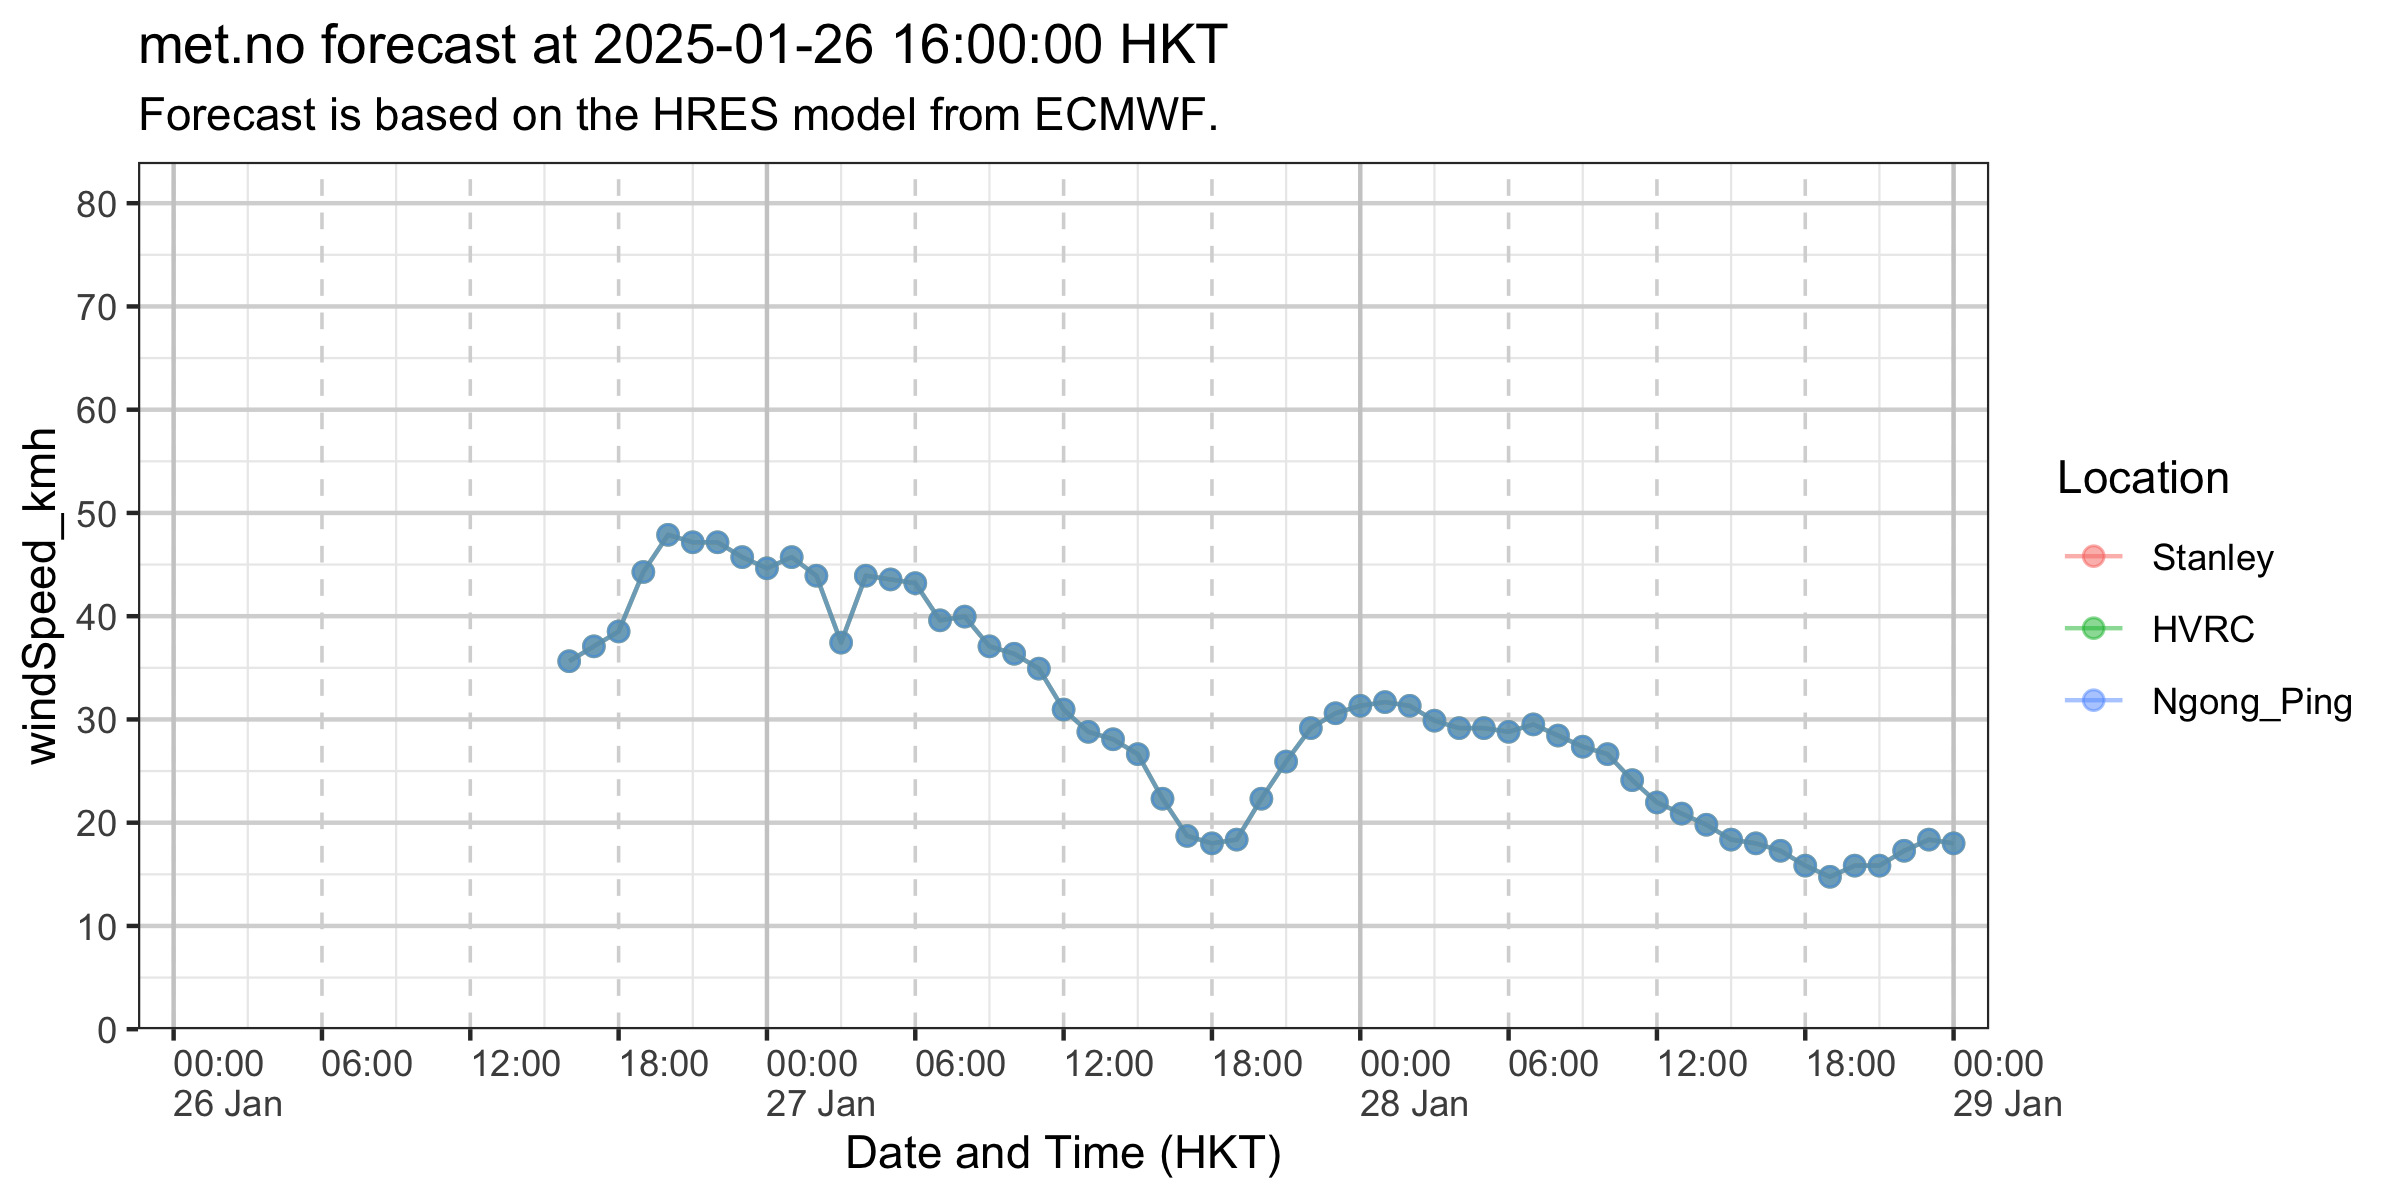 met.no forecast at 2025-01-26 16:00:00 HKT
Forecast is based on the HRES model from ECMWF.
windSpeed_kmh
80
70
60
50
40
30
20
10
0
00:00 06:00 12:00 18:00 00:00 06:00 12:00 18:00 00:00 06:00 12:00 18:00 00:00
26 Jan 27 Jan 28 Jan 29 Jan
Date and Time (HKT)
Location
Stanley
HVRC
Ngong_Ping